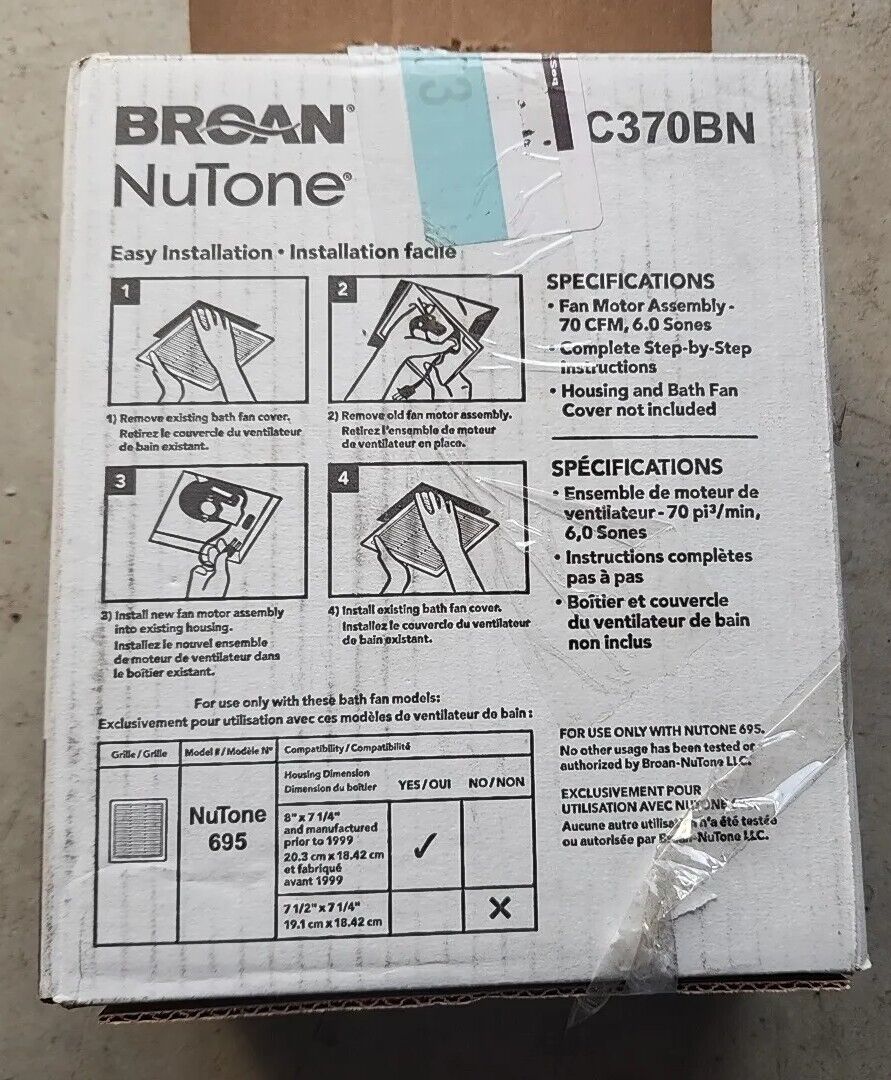 BROAN®
NuTone®
C370BN
Easy Installation • Installation facile
1
1) Remove existing bath fan cover.
Retirez le couvercle du ventilateur
de bain existant.
2
2) Remove old fan motor assembly.
Retirez l'ensemble de moteur
de ventilateur en place.
3
3) Install new fan motor assembly
into existing housing.
Installez le nouvel ensemble
de moteur de ventilateur dans
le boîtier existant.
4
4) Install existing bath fan cover.
Installez le couvercle du ventilateur
de bain existant.
SPECIFICATIONS
• Fan Motor Assembly -
70 CFM, 6.0 Sones
• Complete Step-by-Step
instructions
• Housing and Bath Fan
Cover not included
SPÉCIFICATIONS
• Ensemble de moteur de
ventilateur - 70 pi³/min,
6,0 Sones
• Instructions complètes
pas à pas
• Boîtier et couvercle
du ventilateur de bain
non inclus
For use only with these bath fan models:
Exclusivement pour utilisation avec ces modèles de ventilateur de bain:
Grille / Grille
Model # / Modèle N°
Compatibility / Compatibilité
Housing Dimension
Dimension du boîtier
YES / OUI
NO / NON
NuTone
695
8" x 7 1/4"
and manufactured
prior to 1999
20.3 cm x 18.42 cm
et fabriqué
avant 1999
✓
7 1/2" x 7 1/4"
19.1 cm x 18.42 cm
X
FOR USE ONLY WITH NUTONE 695.
No other usage has been tested or
authorized by Broan-NuTone LLC.
EXCLUSIVEMENT POUR
UTILISATION AVEC NUTONE
Aucune autre utilisation n'a été testée
ou autorisée par Broan-NuTone LLC.